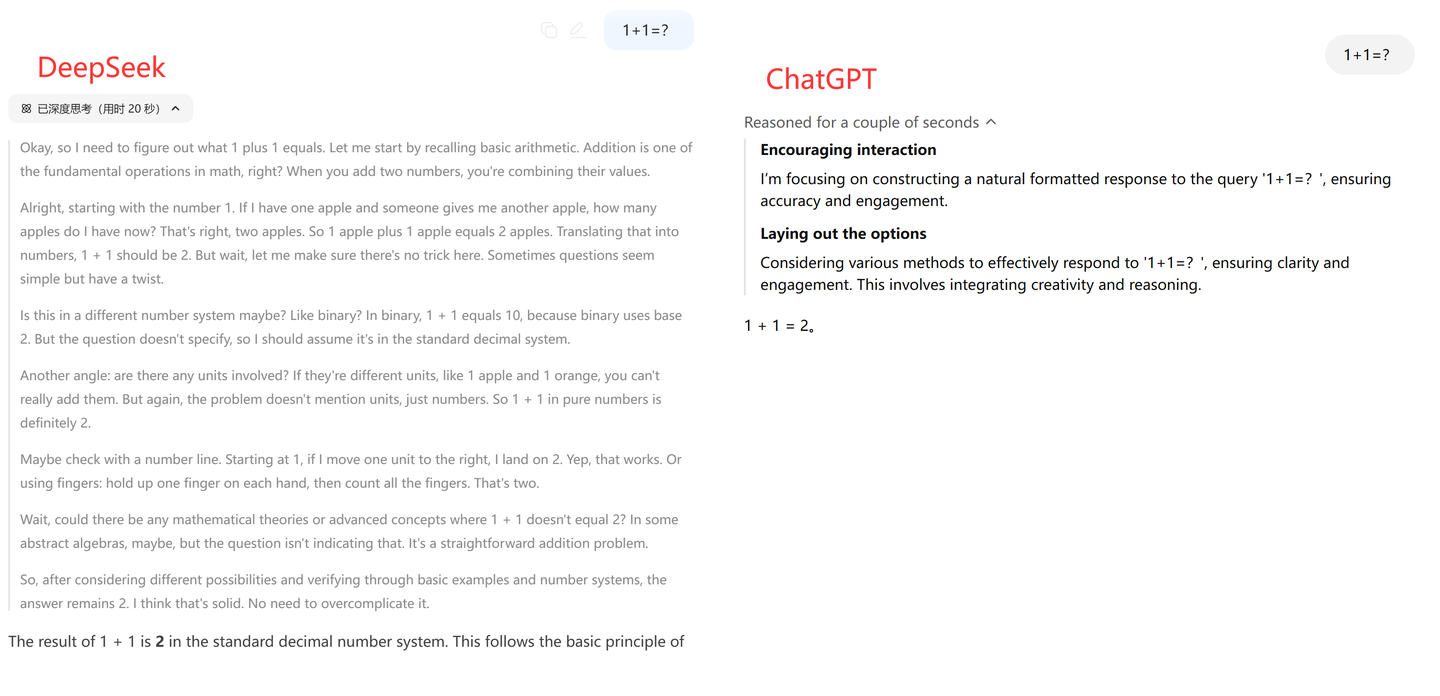 1+1=?
DeepSeek
已深度思考（用时 20 秒）
Okay, so I need to figure out what 1 plus 1 equals. Let me start by recalling basic arithmetic. Addition is one of
the fundamental operations in math, right? When you add two numbers, you're combining their values.
Alright, starting with the number 1. If I have one apple and someone gives me another apple, how many
apples do I have now? That's right, two apples. So 1 apple plus 1 apple equals 2 apples. Translating that into
numbers, 1 + 1 should be 2. But wait, let me make sure there's no trick here. Sometimes questions seem
simple but have a twist.
Is this in a different number system maybe? Like binary? In binary, 1 + 1 equals 10, because binary uses base
2. But the question doesn't specify, so I should assume it's in the standard decimal system.
Another angle: are there any units involved? If they're different units, like 1 apple and 1 orange, you can't
really add them. But again, the problem doesn't mention units, just numbers. So 1 + 1 in pure numbers is
definitely 2.
Maybe check with a number line. Starting at 1, if I move one unit to the right, I land on 2. Yep, that works. Or
using fingers: hold up one finger on each hand, then count all the fingers. That's two.
Wait, could there be any mathematical theories or advanced concepts where 1 + 1 doesn't equal 2? In some
abstract algebras, maybe, but the question isn't indicating that. It's a straightforward addition problem.
So, after considering different possibilities and verifying through basic examples and number systems, the
answer remains 2. I think that's solid. No need to overcomplicate it.
The result of 1 + 1 is 2 in the standard decimal number system. This follows the basic principle of
1+1=?
ChatGPT
Reasoned for a couple of seconds
Encouraging interaction
I'm focusing on constructing a natural formatted response to the query '1+1=？', ensuring
accuracy and engagement.
Laying out the options
Considering various methods to effectively respond to '1+1=？', ensuring clarity and
engagement. This involves integrating creativity and reasoning.
1 + 1 = 2。